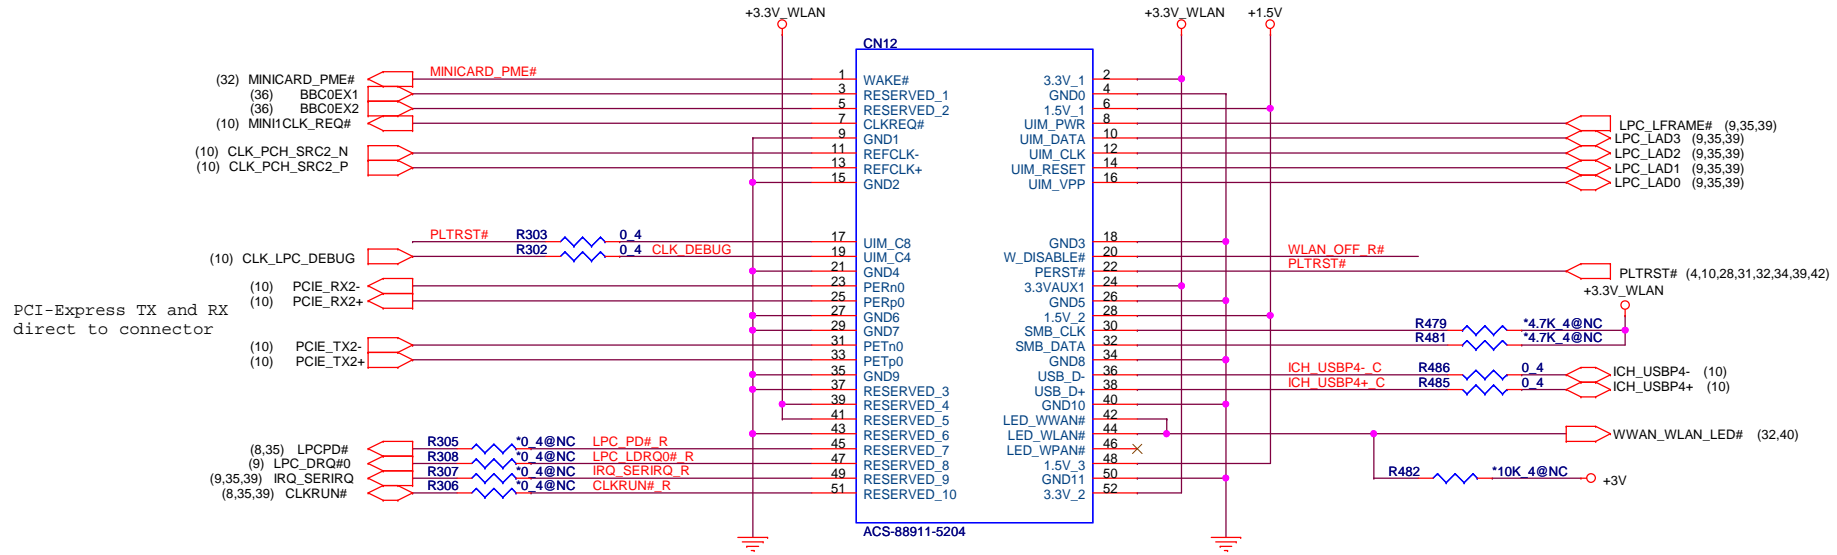 +3.3V_WLAN +3.3V_WLAN +1.5V
CN12
(32) MINICARD_PME# MINICARD_PME# 1 WAKE# 3.3V_1 2
(36) BBC0EX1 3 RESERVED_1 GND0 4
(36) BBC0EX2 5 RESERVED_2 1.5V_1 6
(10) MINI1CLK_REQ# 7 CLKREQ# UIM_PWR 8 LPC_LFRAME# (9,35,39)
9 GND1 UIM_DATA 10 LPC_LAD3 (9,35,39)
(10) CLK_PCH_SRC2_N 11 REFCLK- UIM_CLK 12 LPC_LAD2 (9,35,39)
(10) CLK_PCH_SRC2_P 13 REFCLK+ UIM_RESET 14 LPC_LAD1 (9,35,39)
15 GND2 UIM_VPP 16 LPC_LAD0 (9,35,39)
PLTRST# R303 0_4 17 UIM_C8 GND3 18
(10) CLK_LPC_DEBUG R302 0_4 CLK_DEBUG 19 UIM_C4 W_DISABLE# 20 WLAN_OFF_R#
21 GND4 PERST# 22 PLTRST# PLTRST# (4,10,28,31,32,34,39,42)
(10) PCIE_RX2- 23 PERn0 3.3VAUX1 24 +3.3V_WLAN
(10) PCIE_RX2+ 25 PERp0 GND5 26
PCI-Express TX and RX
direct to connector
27 GND6 1.5V_2 28
29 GND7 SMB_CLK 30 R479 *4.7K_4@NC
(10) PCIE_TX2- 31 PETn0 SMB_DATA 32 R481 *4.7K_4@NC
(10) PCIE_TX2+ 33 PETp0 GND8 34
35 GND9 USB_D- 36 ICH_USBP4-_C R486 0_4 ICH_USBP4- (10)
37 RESERVED_3 USB_D+ 38 ICH_USBP4+_C R485 0_4 ICH_USBP4+ (10)
39 RESERVED_4 GND10 40
41 RESERVED_5 LED_WWAN# 42
43 RESERVED_6 LED_WLAN# 44 WWAN_WLAN_LED# (32,40)
(8,35) LPCPD# R305 *0_4@NC LPC_PD#_R 45 RESERVED_7 LED_WPAN# 46
(9) LPC_DRQ#0 R308 *0_4@NC LPC_LDRQ0#_R 47 RESERVED_8 1.5V_3 48
(9,35,39) IRQ_SERIRQ R307 *0_4@NC IRQ_SERIRQ_R 49 RESERVED_9 GND11 50 R482 *10K_4@NC +3V
(8,35,39) CLKRUN# R306 *0_4@NC CLKRUN#_R 51 RESERVED_10 3.3V_2 52
ACS-88911-5204